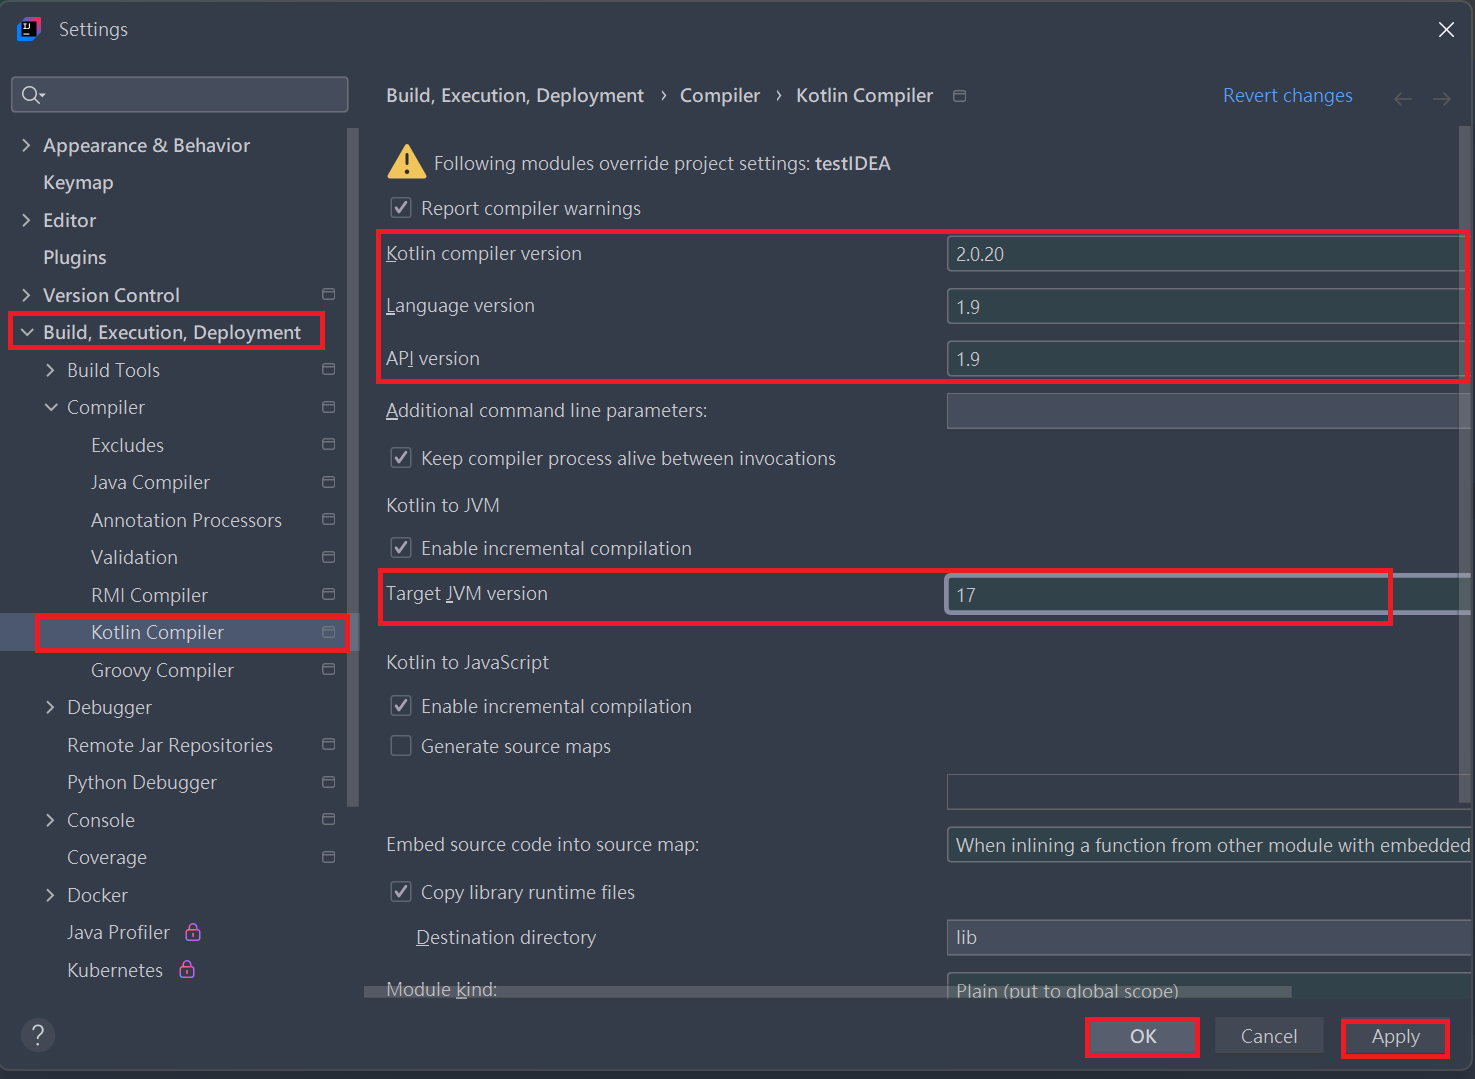 Settings
Build, Execution, Deployment › Compiler › Kotlin Compiler
Revert changes
Appearance & Behavior
Keymap
Editor
Plugins
Version Control
Build, Execution, Deployment
Build Tools
Compiler
Excludes
Java Compiler
Annotation Processors
Validation
RMI Compiler
Kotlin Compiler
Groovy Compiler
Debugger
Remote Jar Repositories
Python Debugger
Console
Coverage
Docker
Java Profiler
Kubernetes
Following modules override project settings: testIDEA
Report compiler warnings
Kotlin compiler version 2.0.20
Language version 1.9
API version 1.9
Additional command line parameters:
Keep compiler process alive between invocations
Kotlin to JVM
Enable incremental compilation
Target JVM version 17
Kotlin to JavaScript
Enable incremental compilation
Generate source maps
Embed source code into source map: When inlining a function from other module with embedded
Copy library runtime files
Destination directory lib
Module kind: Plain (put to global scope)
?
OK
Cancel
Apply